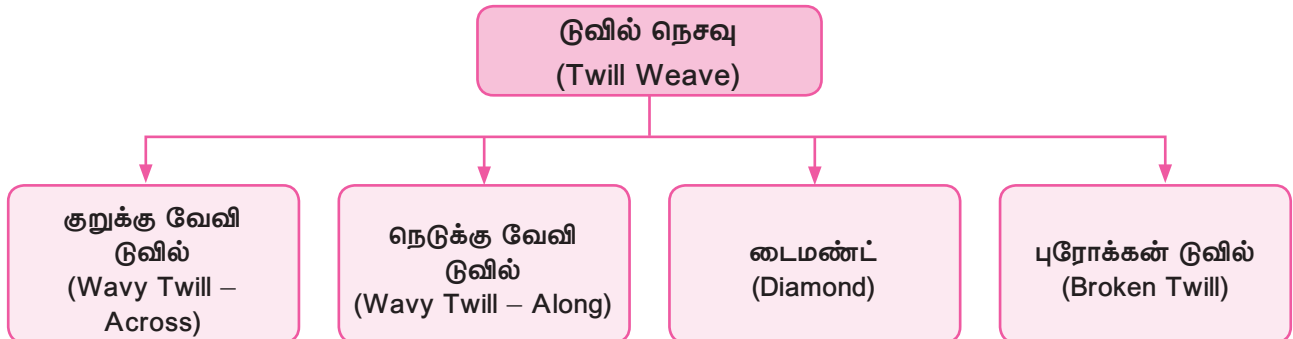 டுவில் நெசவு
(Twill Weave)
குறுக்கு வேவி
டுவில்
(Wavy Twill –
Across)
நெடுக்கு வேவி
டுவில்
(Wavy Twill – Along)
டைமண்ட்
(Diamond)
புரோக்கன் டுவில்
(Broken Twill)